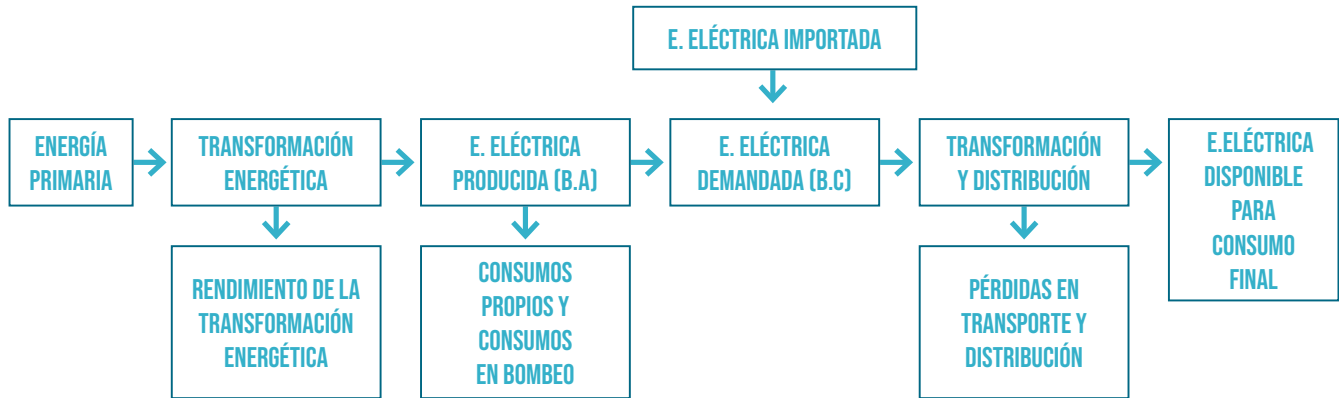 E. ELÉCTRICA IMPORTADA
ENERGÍA
PRIMARIA
TRANSFORMACIÓN
ENERGÉTICA
E. ELÉCTRICA
PRODUCIDA (B.A)
E. ELÉCTRICA
DEMANDADA (B.C)
TRANSFORMACIÓN
Y DISTRIBUCIÓN
E.ELÉCTRICA
DISPONIBLE
PARA
CONSUMO
FINAL
RENDIMIENTO DE LA
TRANSFORMACIÓN
ENERGÉTICA
CONSUMOS
PROPIOS Y
CONSUMOS
EN BOMBEO
PÉRDIDAS EN
TRANSPORTE Y
DISTRIBUCIÓN